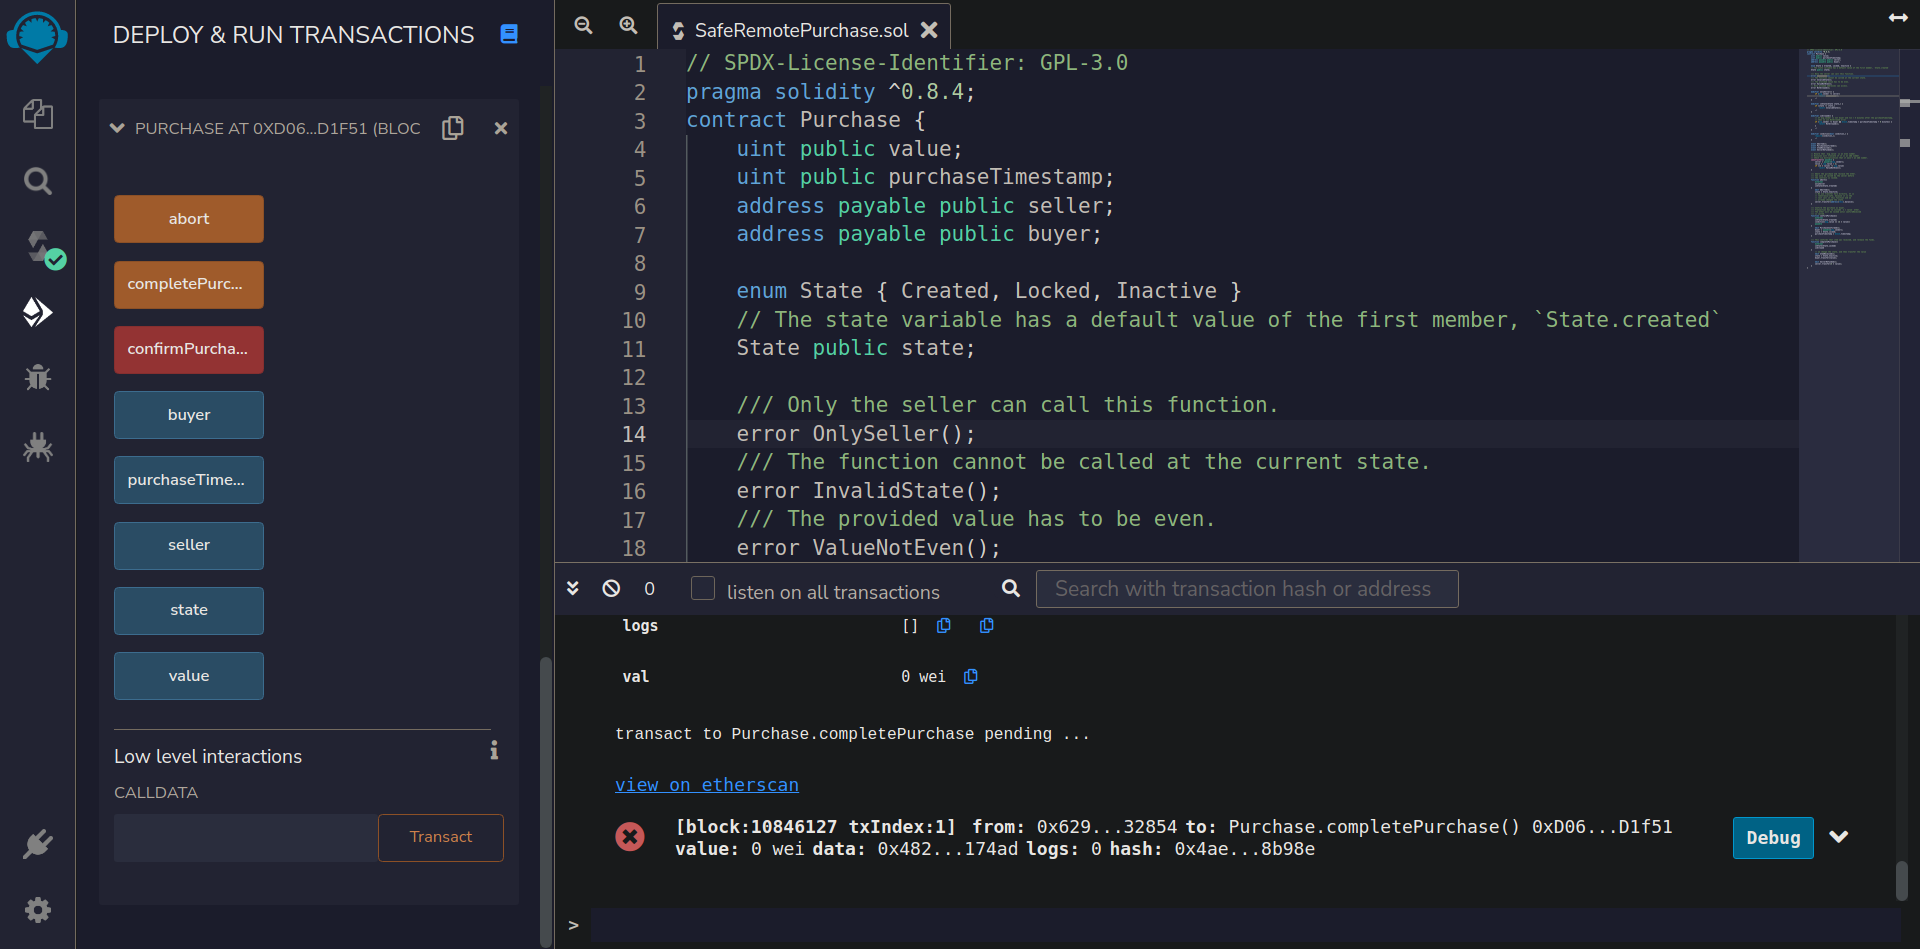 DEPLOY & RUN TRANSACTIONS
PURCHASE AT 0XD06...D1F51 (BLOC
abort
completePurc...
confirmPurcha...
buyer
purchaseTime...
seller
state
value
Low level interactions
CALLDATA
Transact
SafeRemotePurchase.sol
1 // SPDX-License-Identifier: GPL-3.0
2 pragma solidity ^0.8.4;
3 contract Purchase {
4 uint public value;
5 uint public purchaseTimestamp;
6 address payable public seller;
7 address payable public buyer;
8
9 enum State { Created, Locked, Inactive }
10 // The state variable has a default value of the first member, `State.created`
11 State public state;
12
13 /// Only the seller can call this function.
14 error OnlySeller();
15 /// The function cannot be called at the current state.
16 error InvalidState();
17 /// The provided value has to be even.
18 error ValueNotEven();
0 listen on all transactions Search with transaction hash or address
logs []
val 0 wei
transact to Purchase.completePurchase pending ...
view on etherscan
[block:10846127 txIndex:1] from: 0x629...32854 to: Purchase.completePurchase() 0xD06...D1f51
value: 0 wei data: 0x482...174ad logs: 0 hash: 0x4ae...8b98e
Debug
>